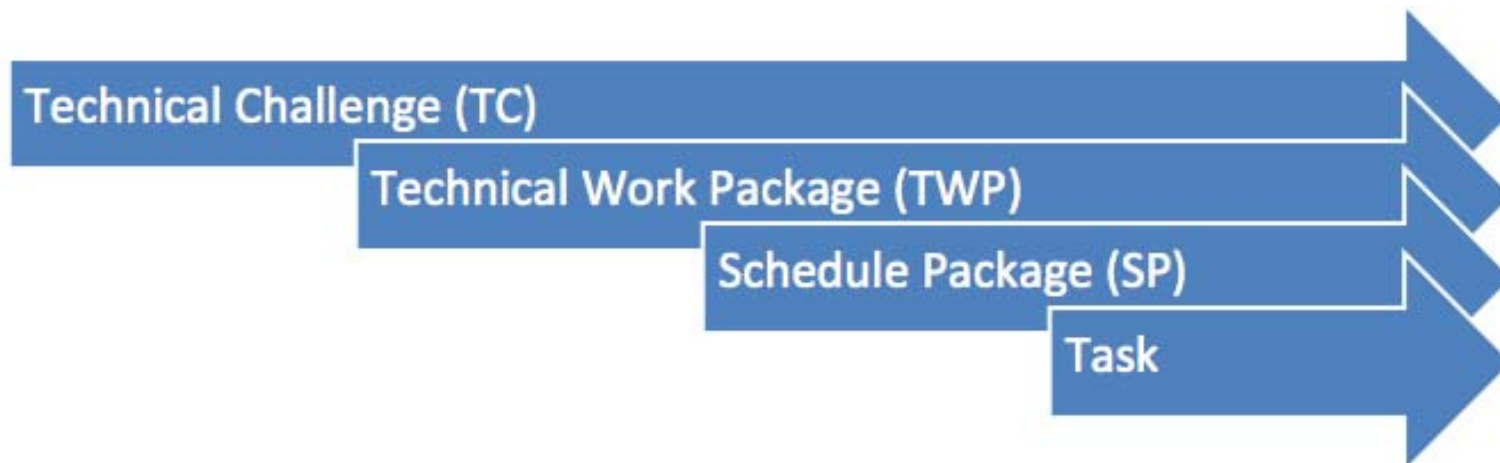 Technical Challenge (TC)
Technical Work Package (TWP)
Schedule Package (SP)
Task